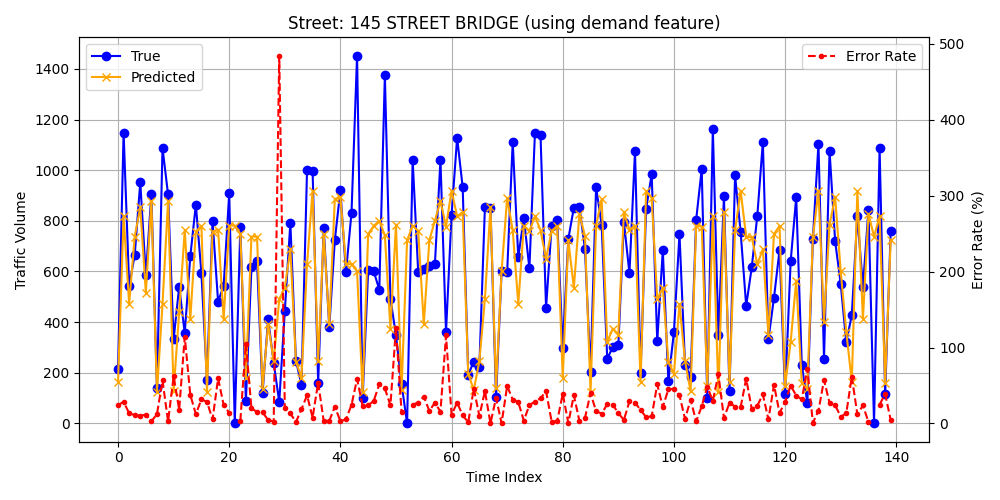 Street: 145 STREET BRIDGE (using demand feature)
True
Predicted
Error Rate
Traffic Volume
1400
1200
1000
800
600
400
200
0
500
400
300
200
100
0
Error Rate (%)
0 20 40 60 80 100 120 140
Time Index